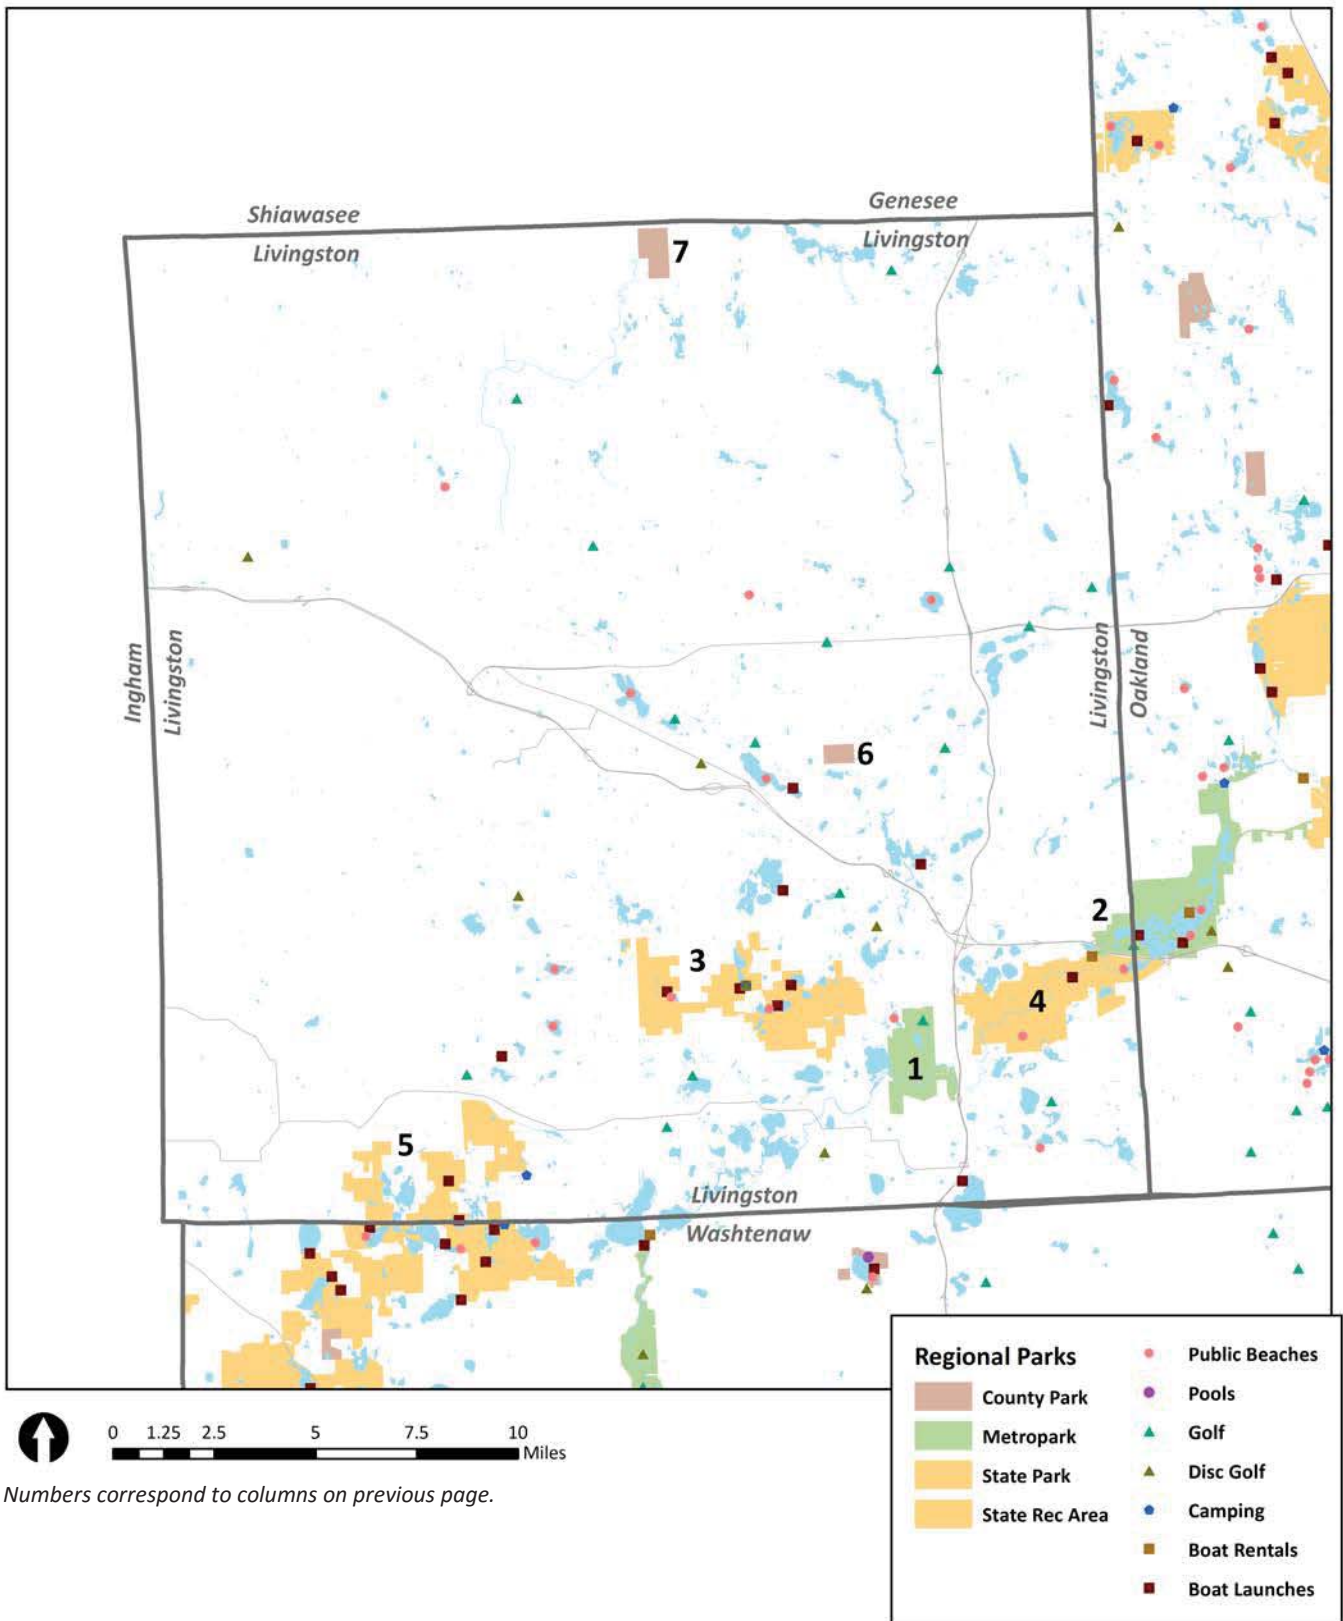 Shiawasee
Livingston
Genesee
Livingston
7
Ingham
Livingston
Livingston
Oakland
6
2
3
4
1
5
Livingston
Washtenaw
Regional Parks
County Park
Metropark
State Park
State Rec Area
Public Beaches
Pools
Golf
Disc Golf
Camping
Boat Rentals
Boat Launches
0 1.25 2.5 5 7.5 10
Miles
Numbers correspond to columns on previous page.